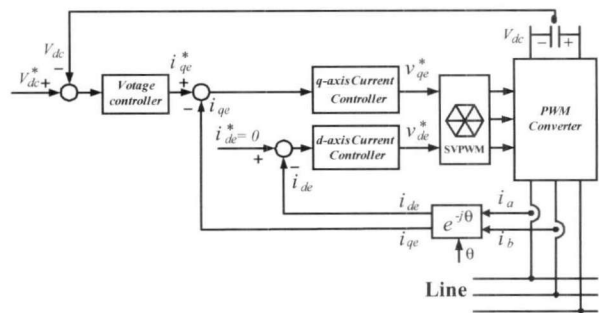 V_dc − +
V_dc
V_dc* +
−
Votage
controller
i_qe*
+
−
i_qe
q-axis Current
Controller
v_qe*
PWM
Converter
i_de* = 0
+
−
i_de
d-axis Current
Controller
v_de*
SVPWM
i_de
i_qe
e^-jθ
θ
i_a
i_b
Line